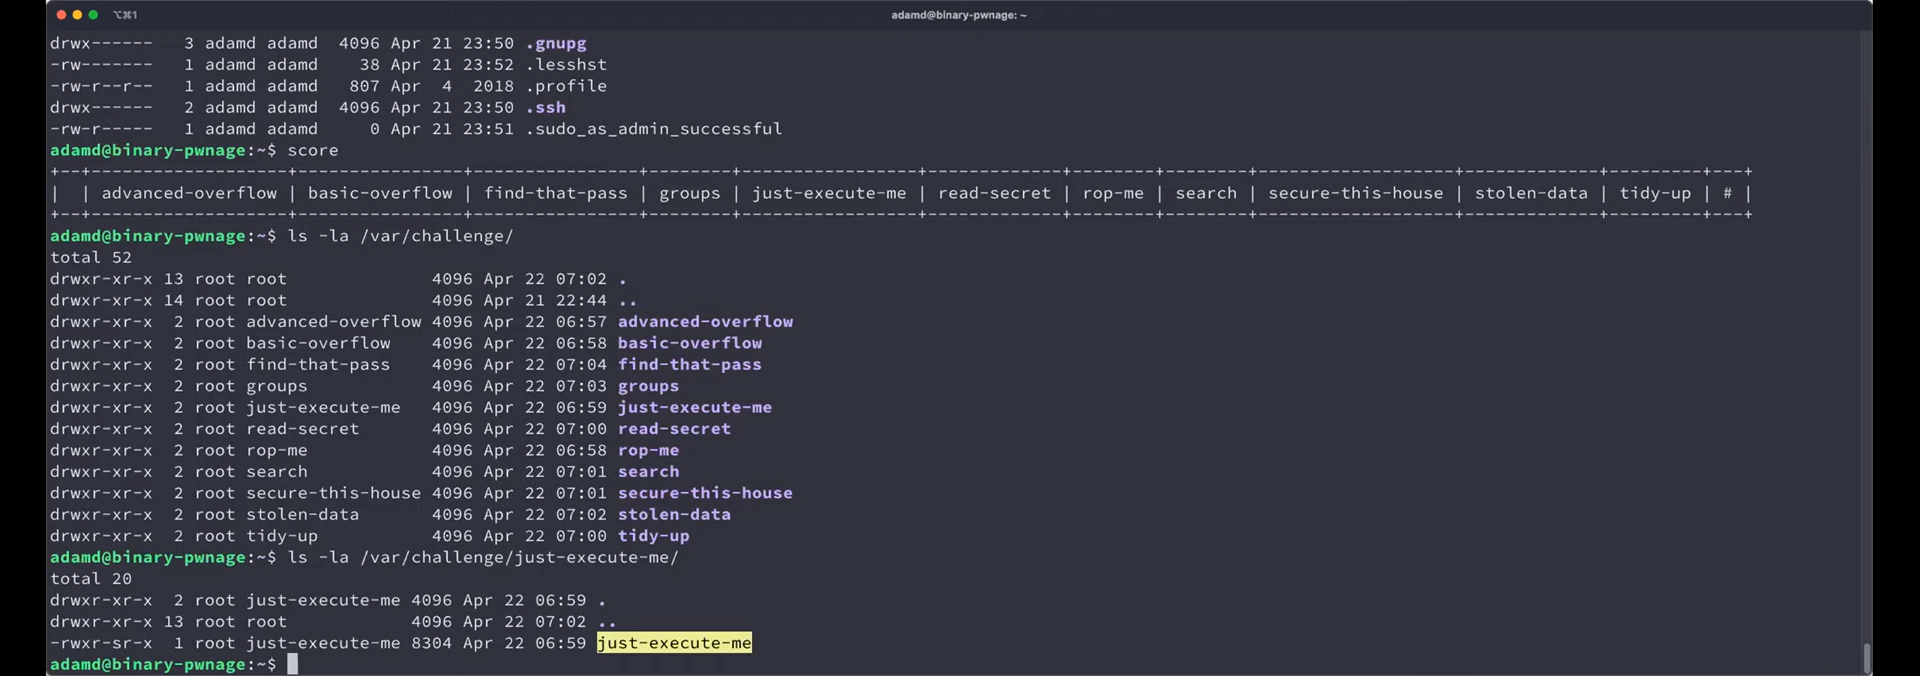 ⌥⌘1
adamd@binary-pwnage: ~
drwx------   3 adamd adamd  4096 Apr 21 23:50 .gnupg
-rw-------   1 adamd adamd    38 Apr 21 23:52 .lesshst
-rw-r--r--   1 adamd adamd   807 Apr  4  2018 .profile
drwx------   2 adamd adamd  4096 Apr 21 23:50 .ssh
-rw-r-----   1 adamd adamd     0 Apr 21 23:51 .sudo_as_admin_successful
adamd@binary-pwnage:~$ score
+--+-------------------+----------------+----------------+--------+-----------------+-------------+--------+--------+-------------------+-------------+---------+---+
|  | advanced-overflow | basic-overflow | find-that-pass | groups | just-execute-me | read-secret | rop-me | search | secure-this-house | stolen-data | tidy-up | # |
+--+-------------------+----------------+----------------+--------+-----------------+-------------+--------+--------+-------------------+-------------+---------+---+
adamd@binary-pwnage:~$ ls -la /var/challenge/
total 52
drwxr-xr-x 13 root root              4096 Apr 22 07:02 .
drwxr-xr-x 14 root root              4096 Apr 21 22:44 ..
drwxr-xr-x  2 root advanced-overflow 4096 Apr 22 06:57 advanced-overflow
drwxr-xr-x  2 root basic-overflow    4096 Apr 22 06:58 basic-overflow
drwxr-xr-x  2 root find-that-pass    4096 Apr 22 07:04 find-that-pass
drwxr-xr-x  2 root groups            4096 Apr 22 07:03 groups
drwxr-xr-x  2 root just-execute-me   4096 Apr 22 06:59 just-execute-me
drwxr-xr-x  2 root read-secret       4096 Apr 22 07:00 read-secret
drwxr-xr-x  2 root rop-me            4096 Apr 22 06:58 rop-me
drwxr-xr-x  2 root search            4096 Apr 22 07:01 search
drwxr-xr-x  2 root secure-this-house 4096 Apr 22 07:01 secure-this-house
drwxr-xr-x  2 root stolen-data       4096 Apr 22 07:02 stolen-data
drwxr-xr-x  2 root tidy-up           4096 Apr 22 07:00 tidy-up
adamd@binary-pwnage:~$ ls -la /var/challenge/just-execute-me/
total 20
drwxr-xr-x  2 root just-execute-me 4096 Apr 22 06:59 .
drwxr-xr-x 13 root root            4096 Apr 22 07:02 ..
-rwxr-sr-x  1 root just-execute-me 8304 Apr 22 06:59 just-execute-me
adamd@binary-pwnage:~$